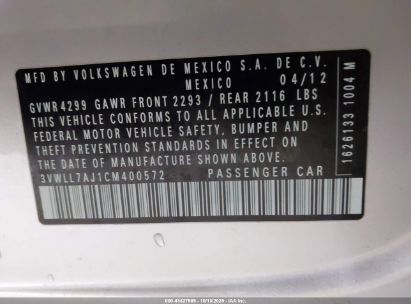 MFD BY VOLKSWAGEN DE MEXICO S.A. DE C.V.
MEXICO 04/12
GVWR4299 GAWR FRONT 2293 / REAR 2116 LBS
THIS VEHICLE CONFORMS TO ALL APPLICABLE U.S.
FEDERAL MOTOR VEHICLE SAFETY, BUMPER AND
THEFT PREVENTION STANDARDS IN EFFECT ON THE
DATE OF MANUFACTURE SHOWN ABOVE.
3VWLL7AJ1CM400572 PASSENGER CAR
1626133 1004 M